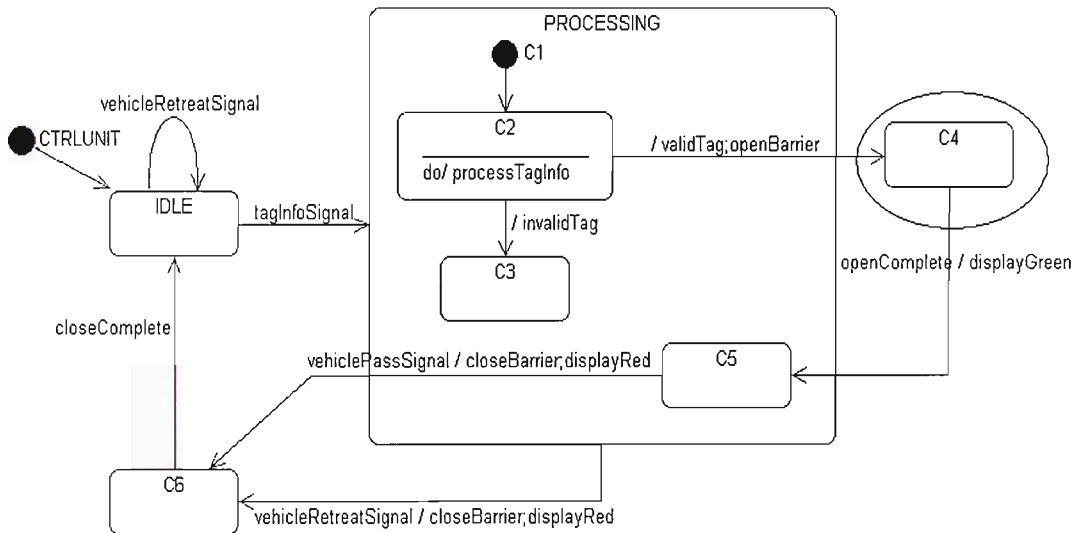 PROCESSING
C1
vehicleRetreatSignal
CTRLUNIT
C2
do/ processTagInfo
/ validTag;openBarrier
C4
IDLE
tagInfoSignal
/ invalidTag
C3
openComplete / displayGreen
closeComplete
vehiclePassSignal / closeBarrier;displayRed
C5
C6
vehicleRetreatSignal / closeBarrier;displayRed